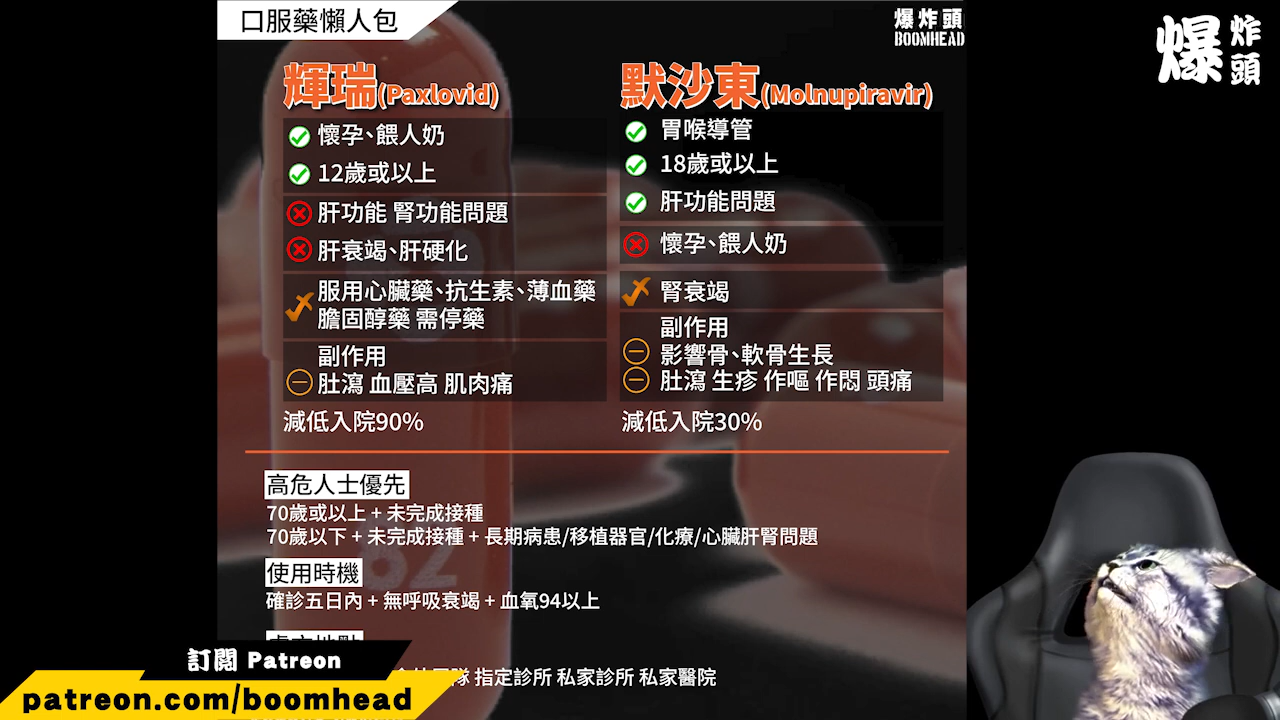 口服藥懶人包
爆炸頭
BOOMHEAD
爆炸頭
輝瑞(Paxlovid)
懷孕、餵人奶
12歲或以上
肝功能 腎功能問題
肝衰竭、肝硬化
服用心臟藥、抗生素、薄血藥
膽固醇藥 需停藥
副作用
肚瀉 血壓高 肌肉痛
減低入院90%
默沙東(Molnupiravir)
胃喉導管
18歲或以上
肝功能問題
懷孕、餵人奶
腎衰竭
副作用
影響骨、軟骨生長
肚瀉 生疹 作嘔 作悶 頭痛
減低入院30%
高危人士優先
70歲或以上 + 未完成接種
70歲以下 + 未完成接種 + 長期病患/移植器官/化療/心臟肝腎問題
使用時機
確診五日內 + 無呼吸衰竭 + 血氧94以上
隊 指定診所 私家診所 私家醫院
訂閱 Patreon
patreon.com/boomhead